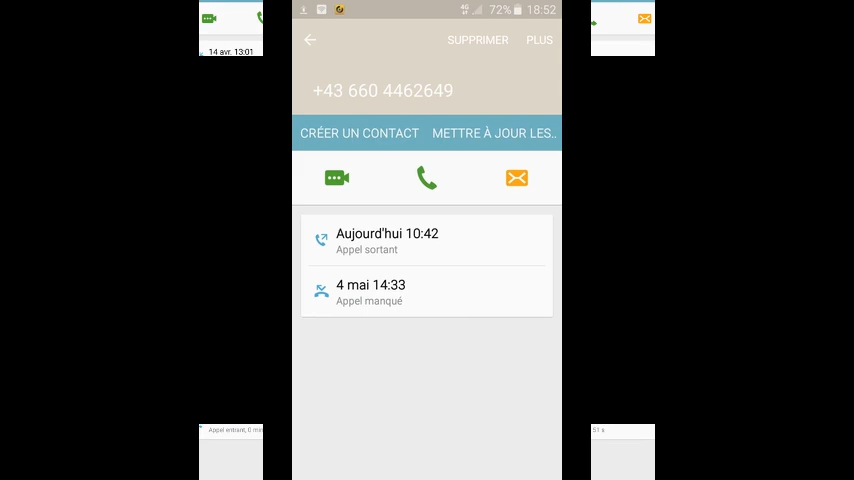 4G 72% 18:52
SUPPRIMER PLUS
14 avr. 13:01
+43 660 4462649
CRÉER UN CONTACT METTRE À JOUR LES..
Aujourd'hui 10:42
Appel sortant
4 mai 14:33
Appel manqué
Appel entrant, 0 min
51 s